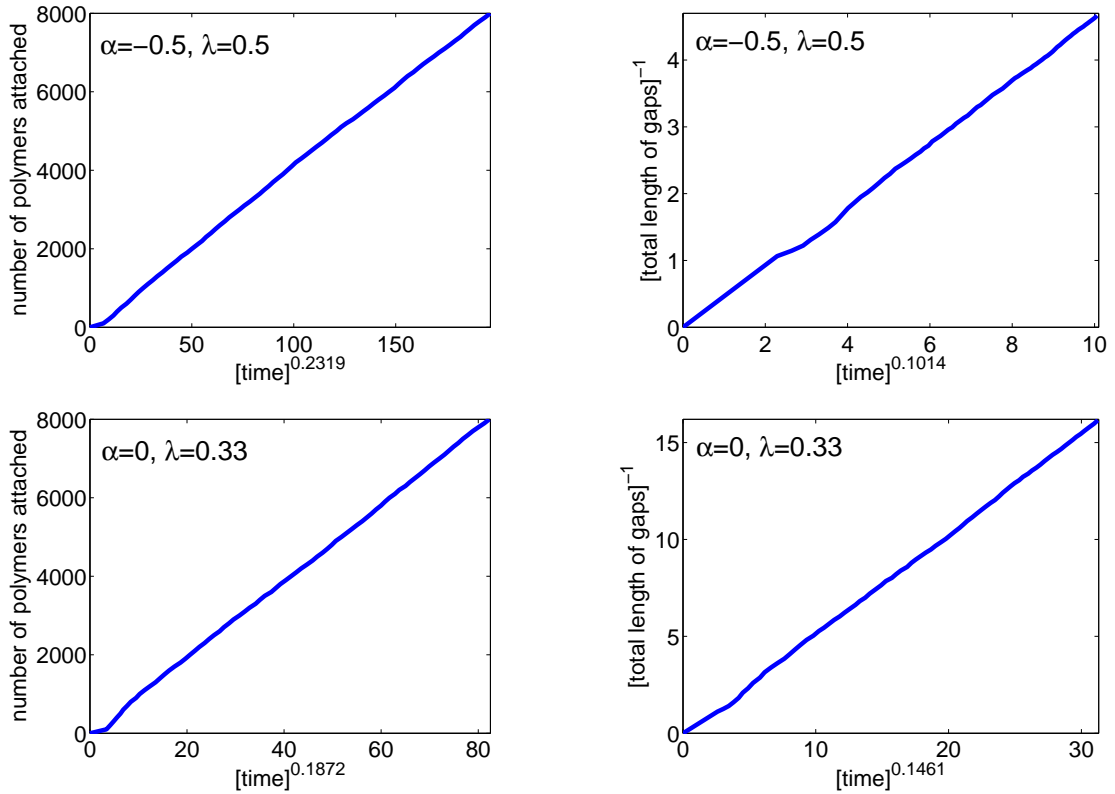 α=−0.5, λ=0.5
number of polymers attached
8000
6000
4000
2000
0
0 50 100 150
[time]^0.2319
α=−0.5, λ=0.5
[total length of gaps]^−1
4
3
2
1
0
0 2 4 6 8 10
[time]^0.1014
α=0, λ=0.33
number of polymers attached
8000
6000
4000
2000
0
0 20 40 60 80
[time]^0.1872
α=0, λ=0.33
[total length of gaps]^−1
15
10
5
0
0 10 20 30
[time]^0.1461